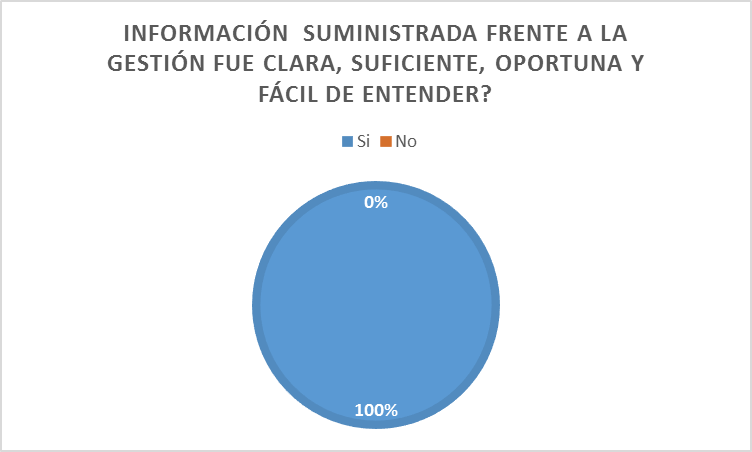 INFORMACIÓN SUMINISTRADA FRENTE A LA
GESTIÓN FUE CLARA, SUFICIENTE, OPORTUNA Y
FÁCIL DE ENTENDER?
Si No
0%
100%